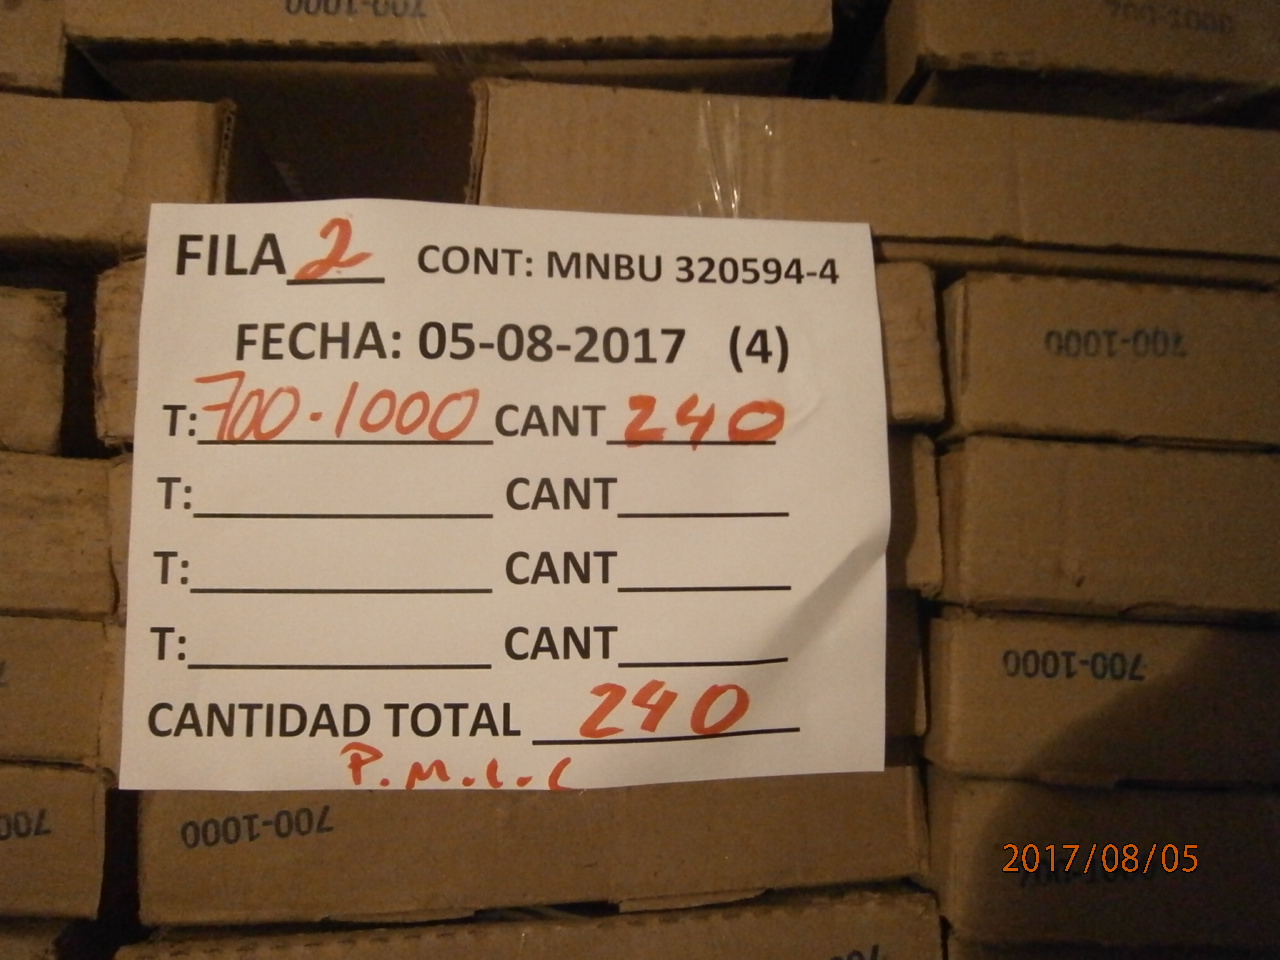 700-1000
FILA 2 CONT: MNBU 320594-4
FECHA: 05-08-2017 (4)
T: 700-1000 CANT 240
T: CANT
T: CANT
T: CANT
CANTIDAD TOTAL 240
P.M.L.C
700-1000
700-1000
700-1000
700
2017/08/05